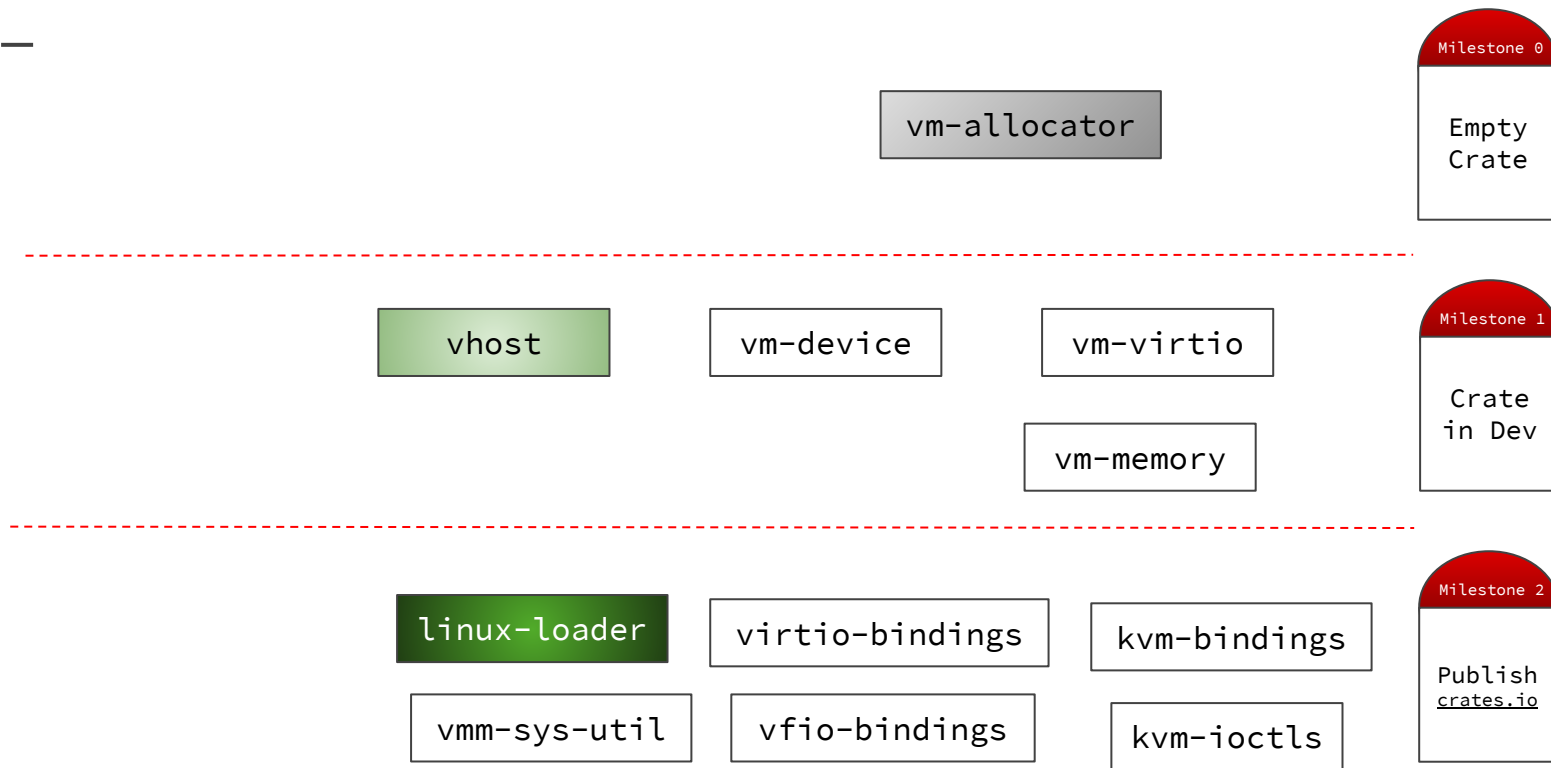 Milestone 0
vm-allocator
Empty
Crate
Milestone 1
vhost
vm-device
vm-virtio
Crate
in Dev
vm-memory
Milestone 2
linux-loader
virtio-bindings
kvm-bindings
Publish
crates.io
vmm-sys-util
vfio-bindings
kvm-ioctls